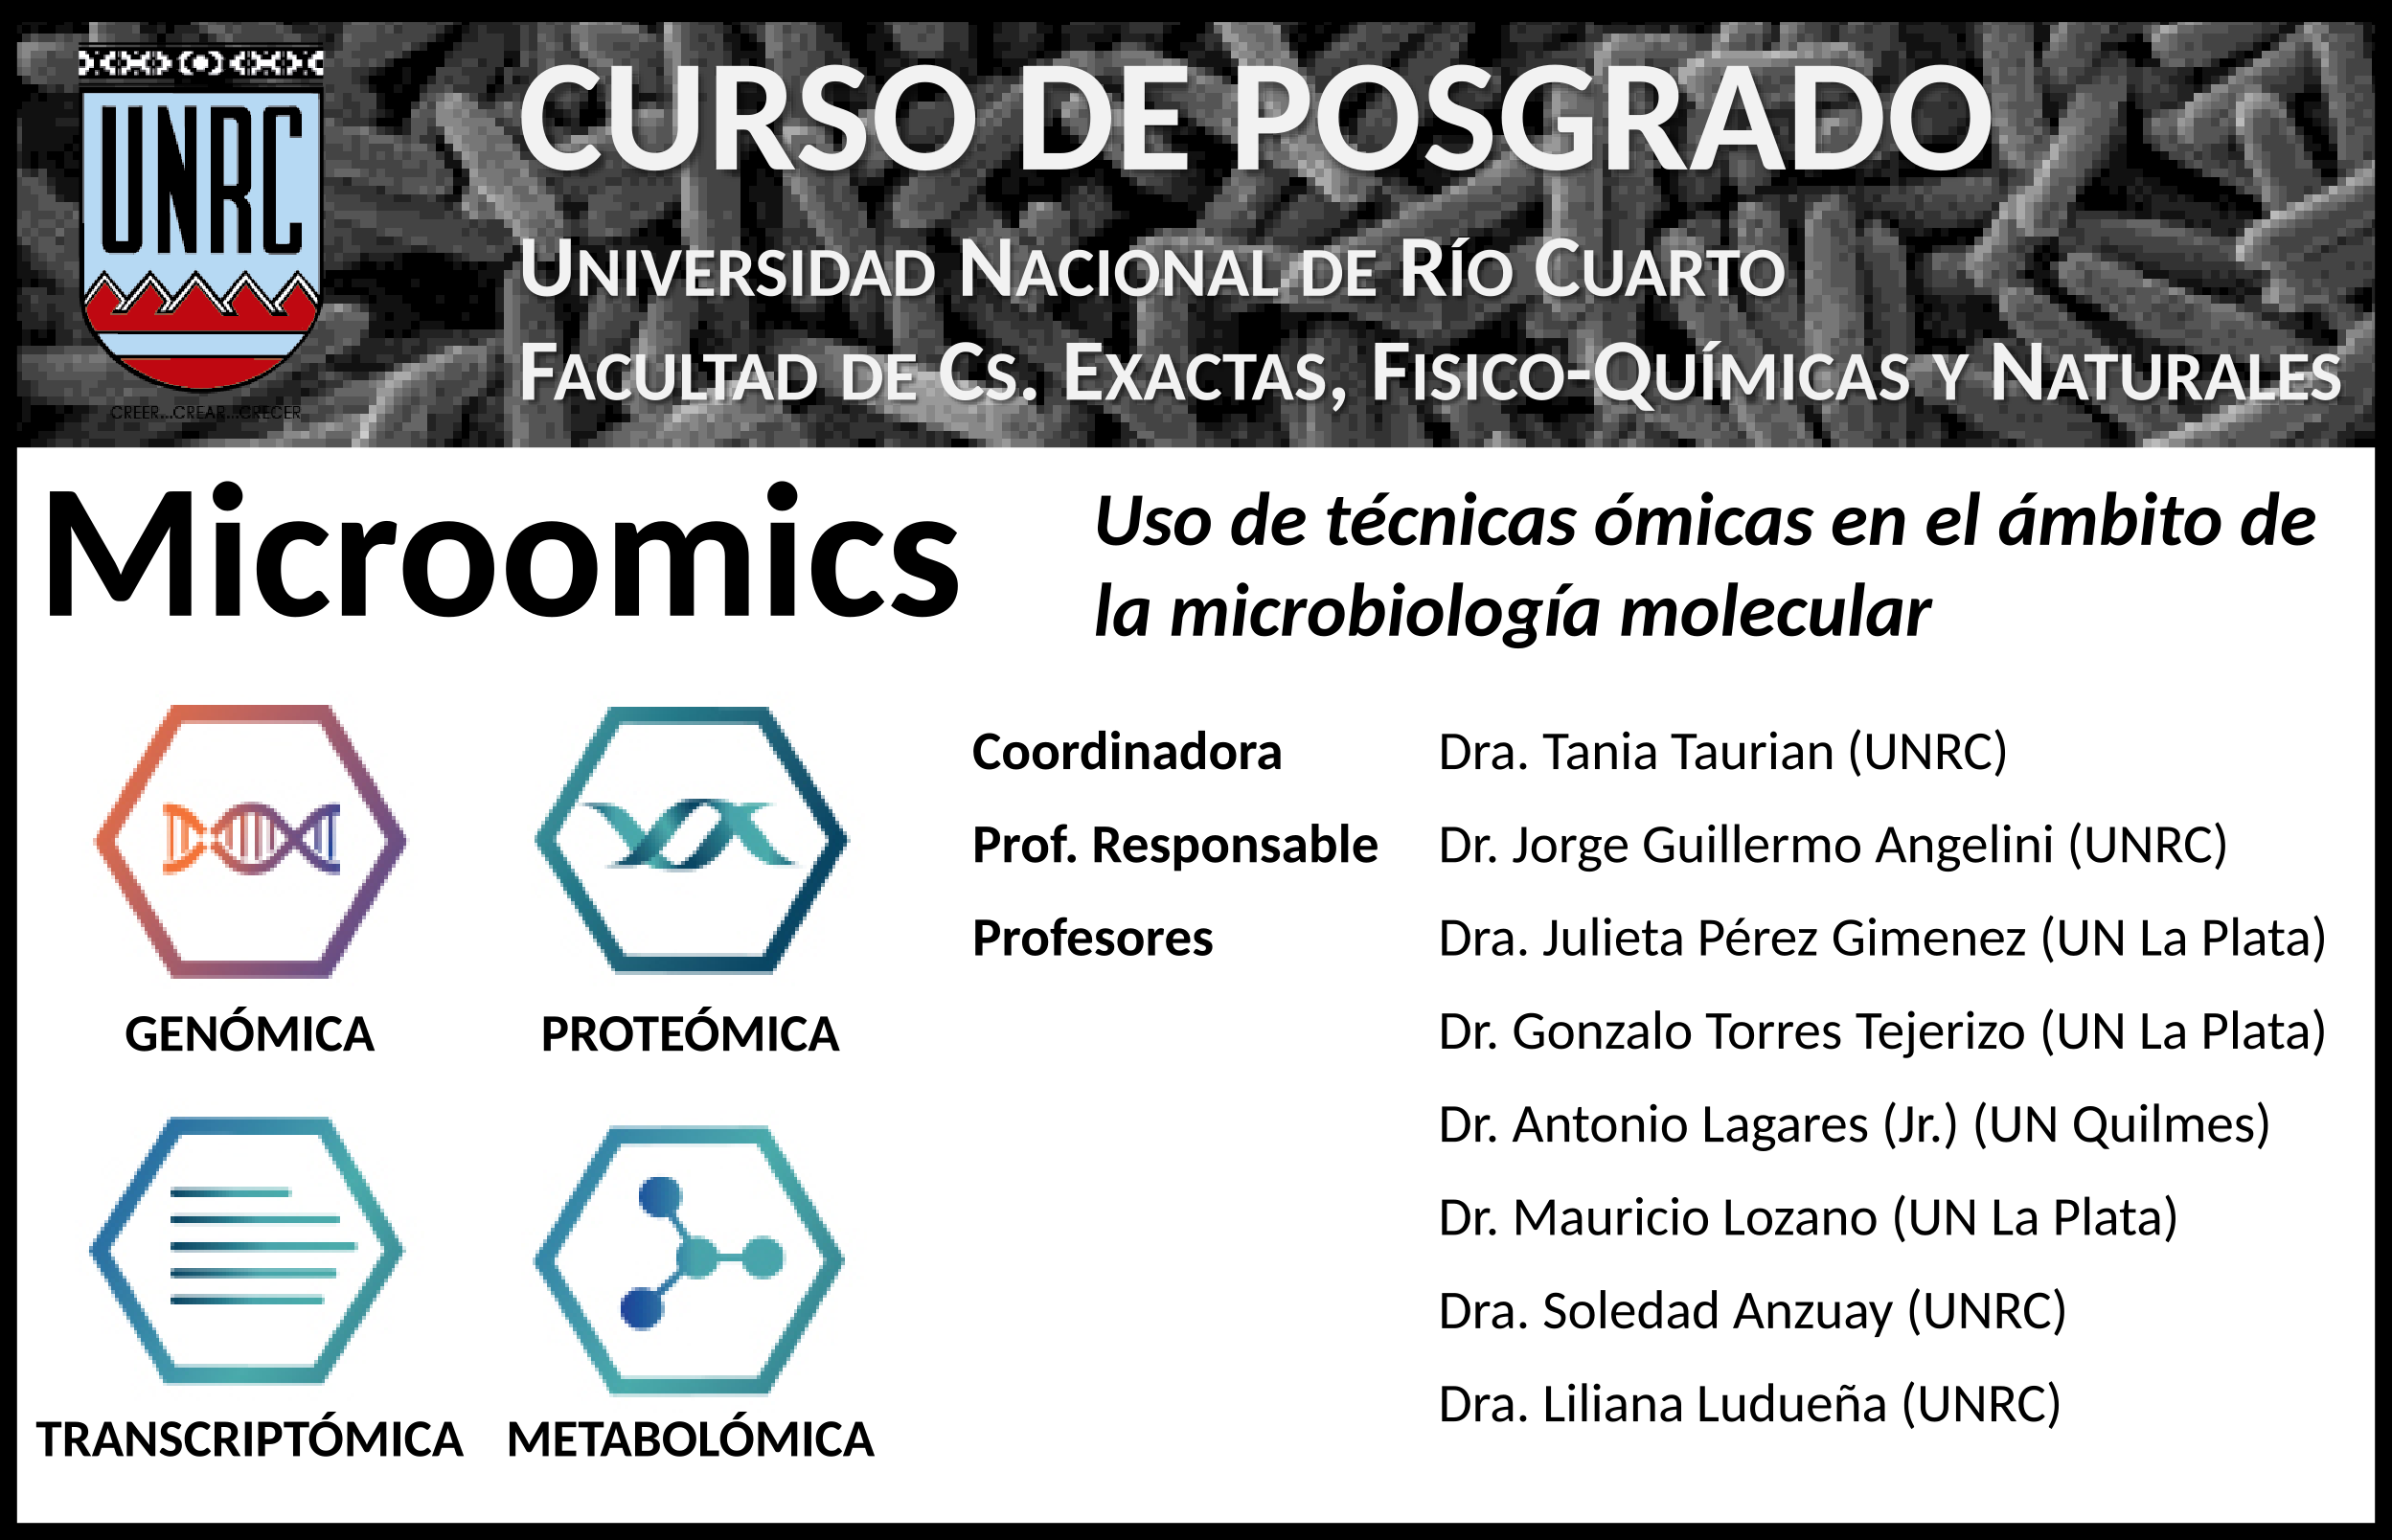 UNRC
CREER...CREAR...CRECER
CURSO DE POSGRADO
UNIVERSIDAD NACIONAL DE RÍO CUARTO
FACULTAD DE CS. EXACTAS, FISICO-QUÍMICAS Y NATURALES
Microomics
Uso de técnicas ómicas en el ámbito de
la microbiología molecular
GENÓMICA
PROTEÓMICA
TRANSCRIPTÓMICA
METABOLÓMICA
Coordinadora Dra. Tania Taurian (UNRC)
Prof. Responsable Dr. Jorge Guillermo Angelini (UNRC)
Profesores Dra. Julieta Pérez Gimenez (UN La Plata)
Dr. Gonzalo Torres Tejerizo (UN La Plata)
Dr. Antonio Lagares (Jr.) (UN Quilmes)
Dr. Mauricio Lozano (UN La Plata)
Dra. Soledad Anzuay (UNRC)
Dra. Liliana Ludueña (UNRC)